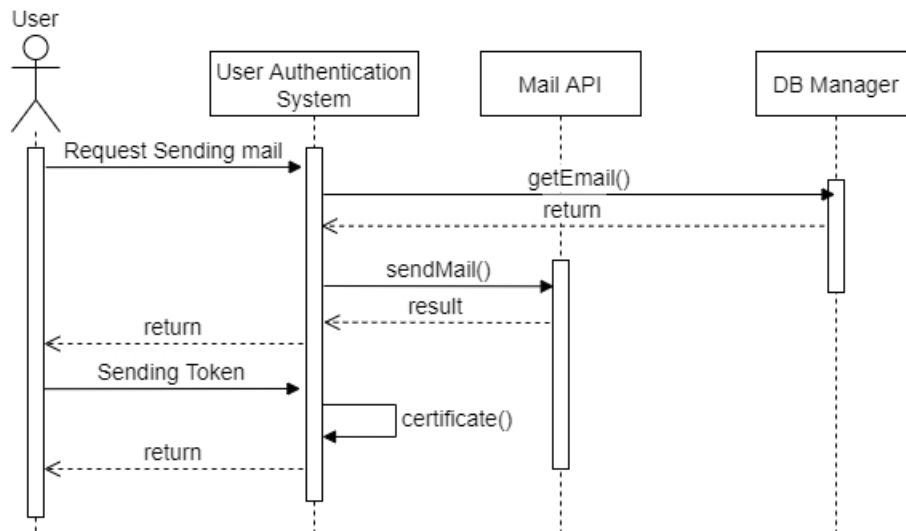 User
User Authentication
System
Mail API
DB Manager
Request Sending mail
getEmail()
return
sendMail()
result
return
Sending Token
certificate()
return